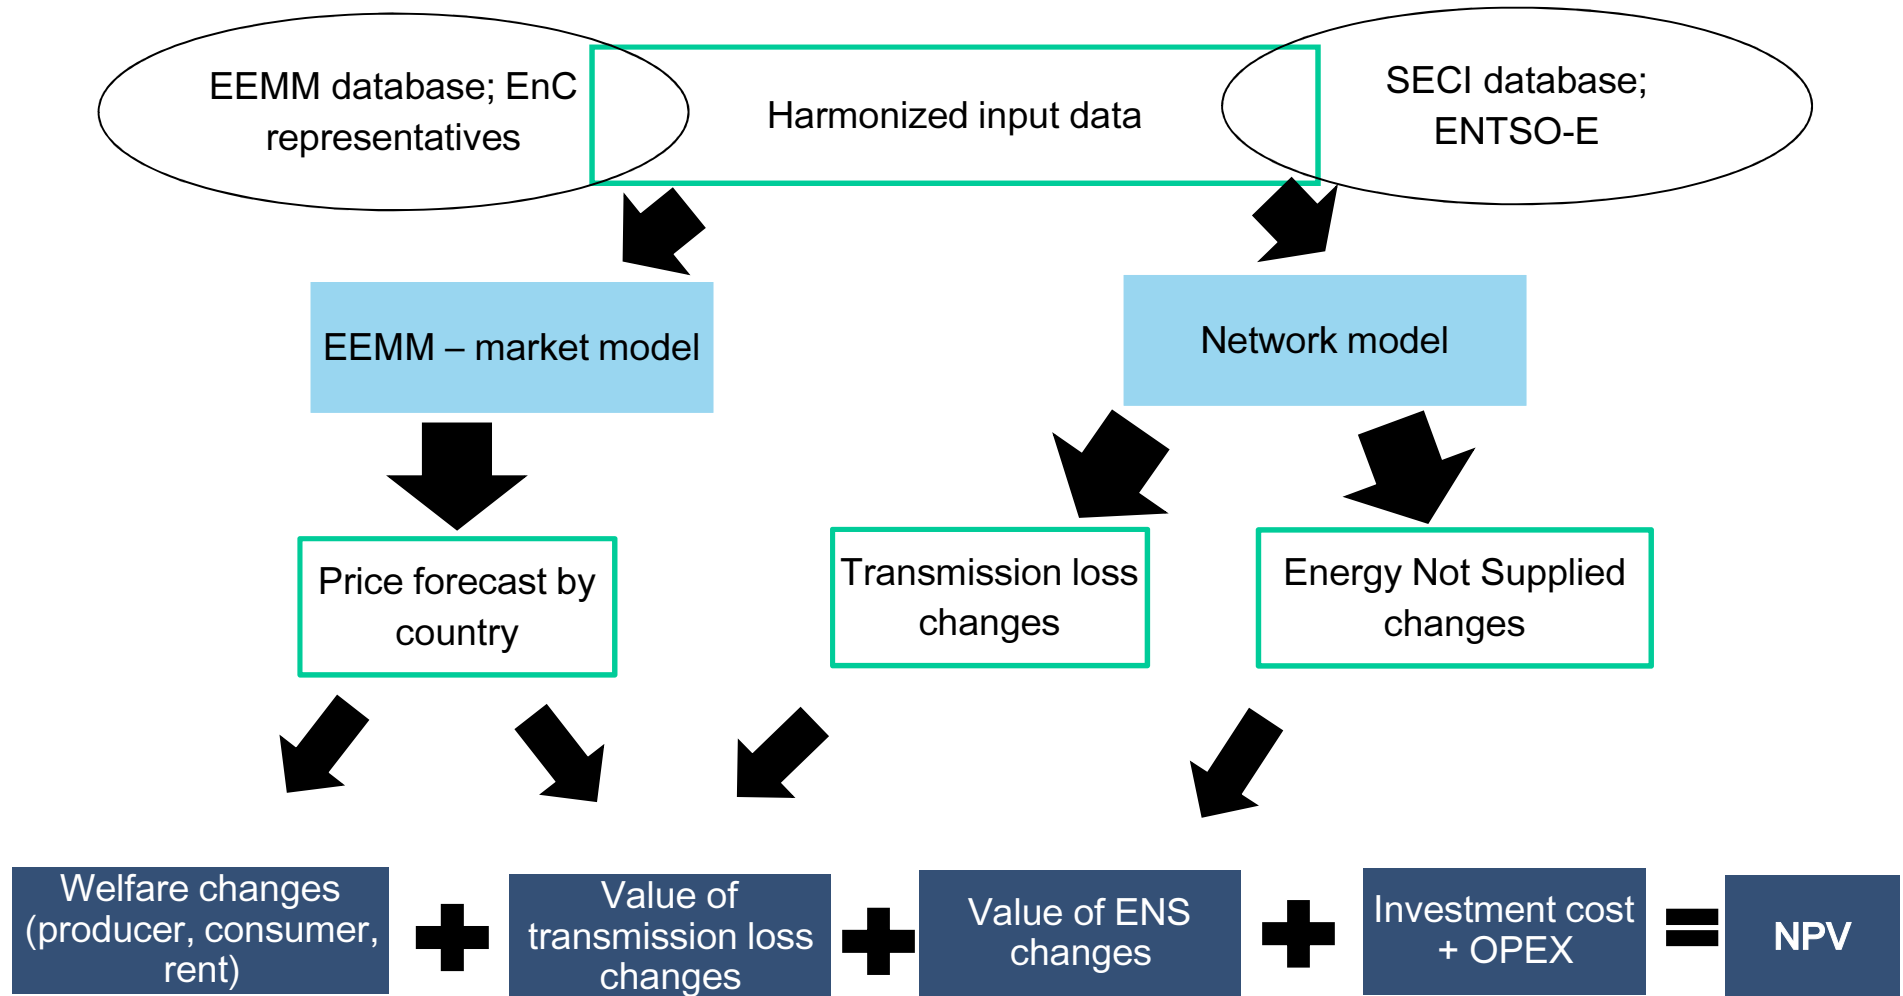 EEMM database; EnC
representatives
Harmonized input data
SECI database;
ENTSO-E
EEMM – market model
Network model
Price forecast by
country
Transmission loss
changes
Energy Not Supplied
changes
Welfare changes
(producer, consumer,
rent)
Value of
transmission loss
changes
Value of ENS
changes
Investment cost
+ OPEX
NPV